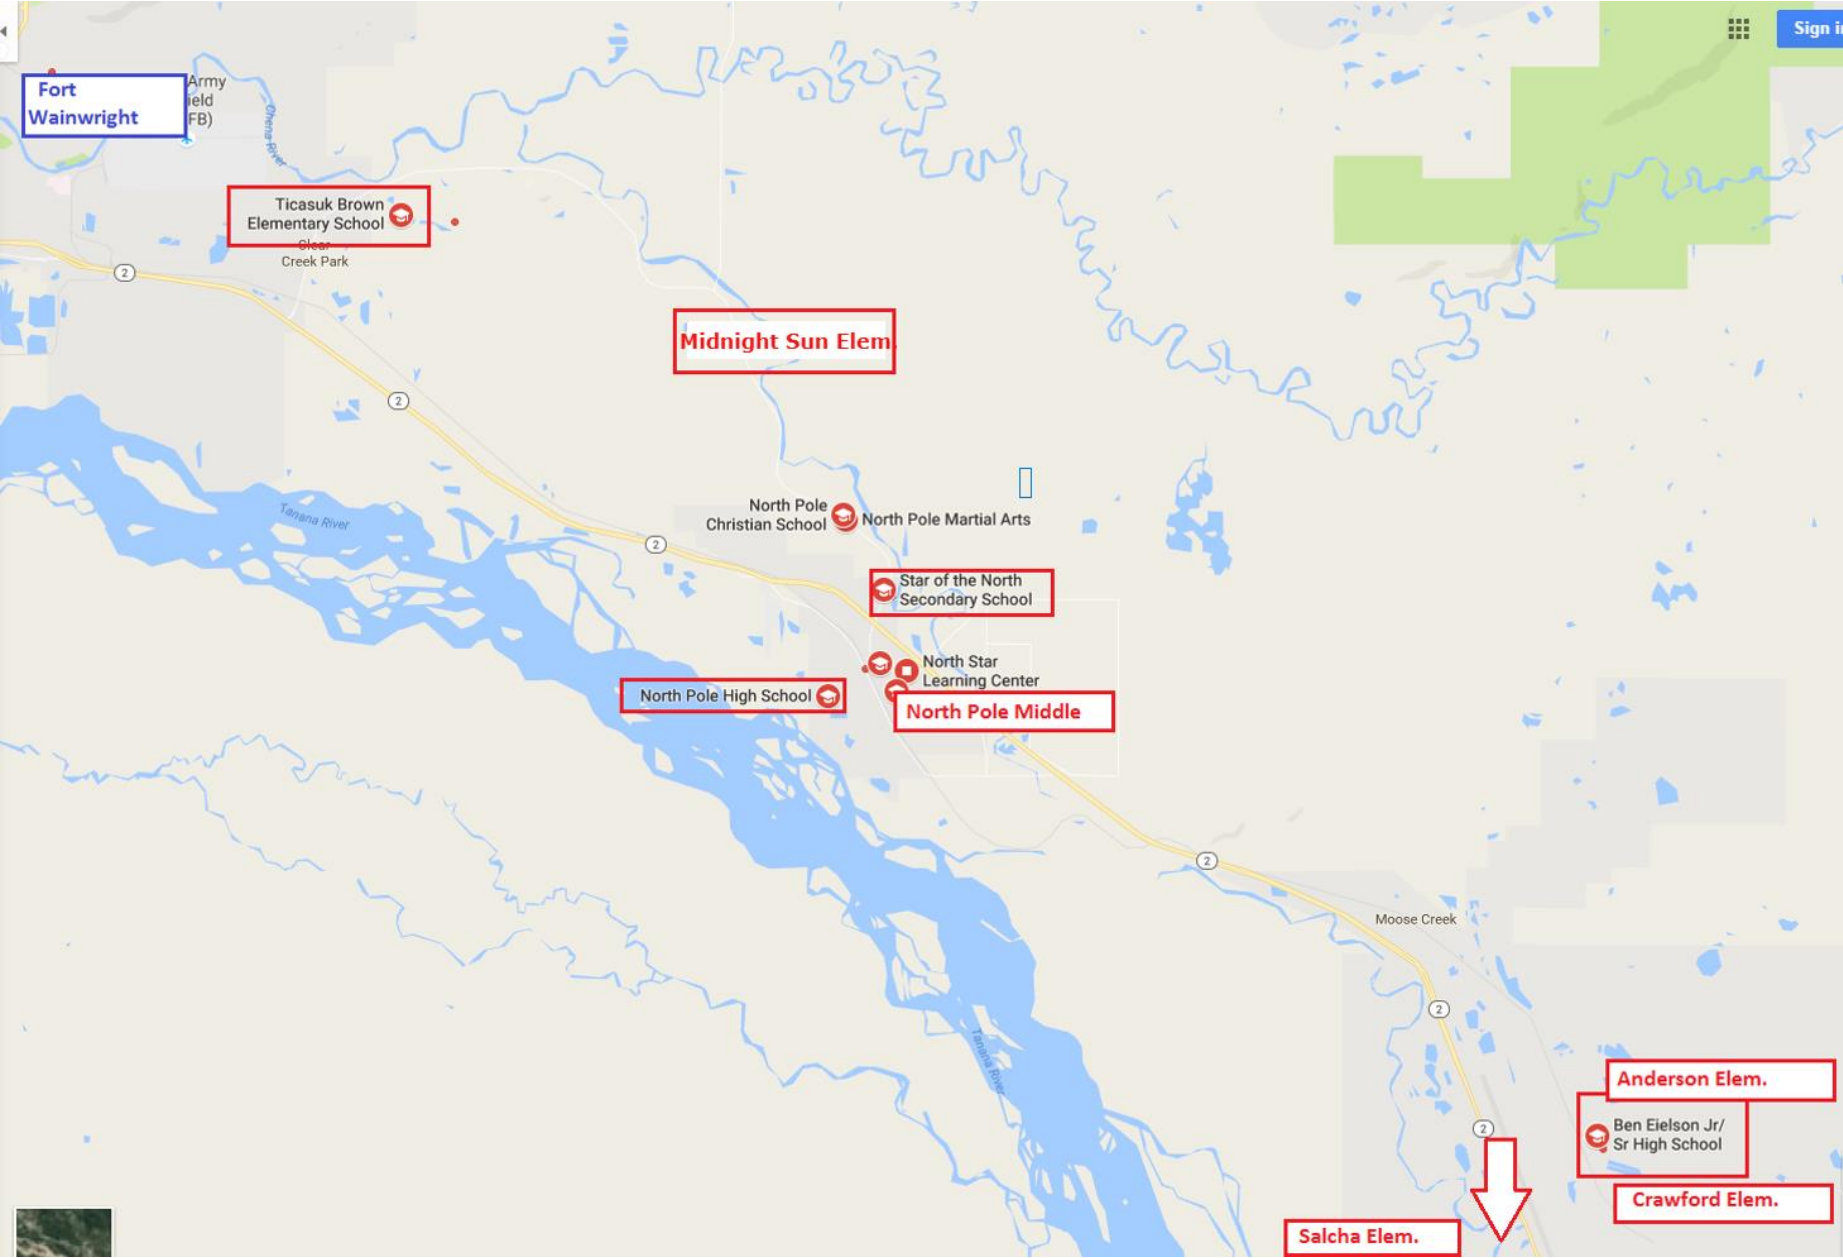 Sign i
Fort
Wainwright
Army
ield
FB)
Chena River
Ticasuk Brown
Elementary School
Clear
Creek Park
2
Midnight Sun Elem.
2
Tanana River
North Pole
Christian School
North Pole Martial Arts
2
Star of the North
Secondary School
North Star
Learning Center
North Pole High School
North Pole Middle
2
Moose Creek
2
Tanana River
Anderson Elem.
2
Ben Eielson Jr/
Sr High School
Crawford Elem.
Salcha Elem.